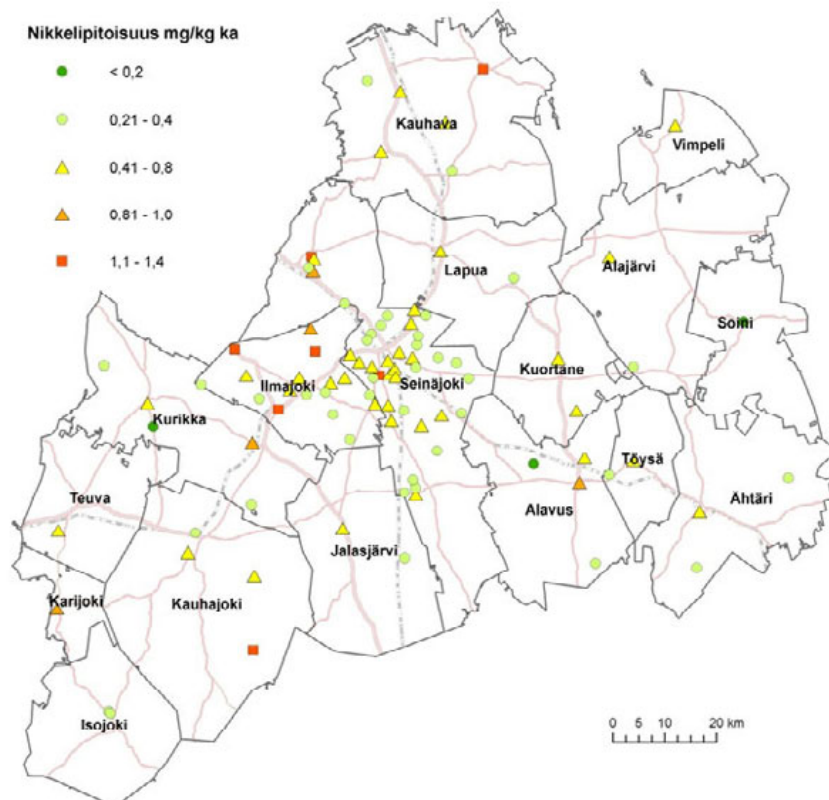 Nikkelipitoisuus mg/kg ka
< 0,2
0,21 - 0,4
0,41 - 0,8
0,81 - 1,0
1,1 - 1,4
Kauhava
Vimpeli
Lapua
Alajärvi
Soini
Kuortane
Ilmajoki
Seinäjoki
Kurikka
Töysä
Teuva
Alavus
Ähtäri
Jalasjärvi
Karijoki
Kauhajoki
Isojoki
0 5 10 20 km